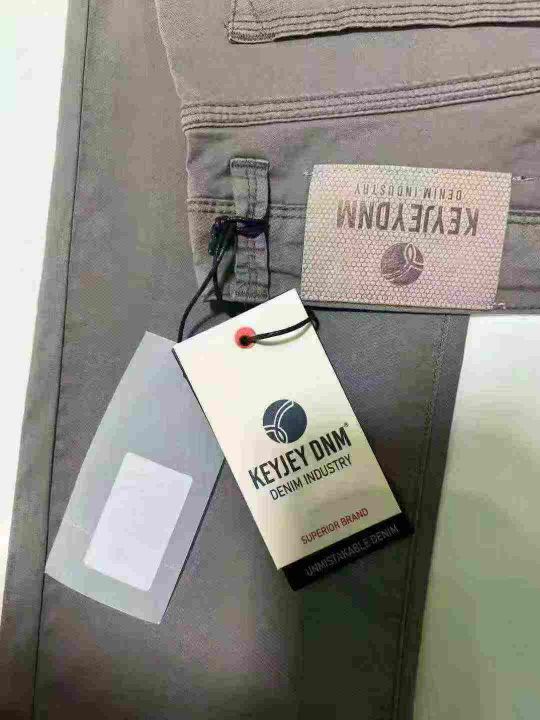 KEYJEYDNM
DENIM INDUSTRY
KEYJEY DNM®
DENIM INDUSTRY
SUPERIOR BRAND
UNMISTAKABLE DENIM